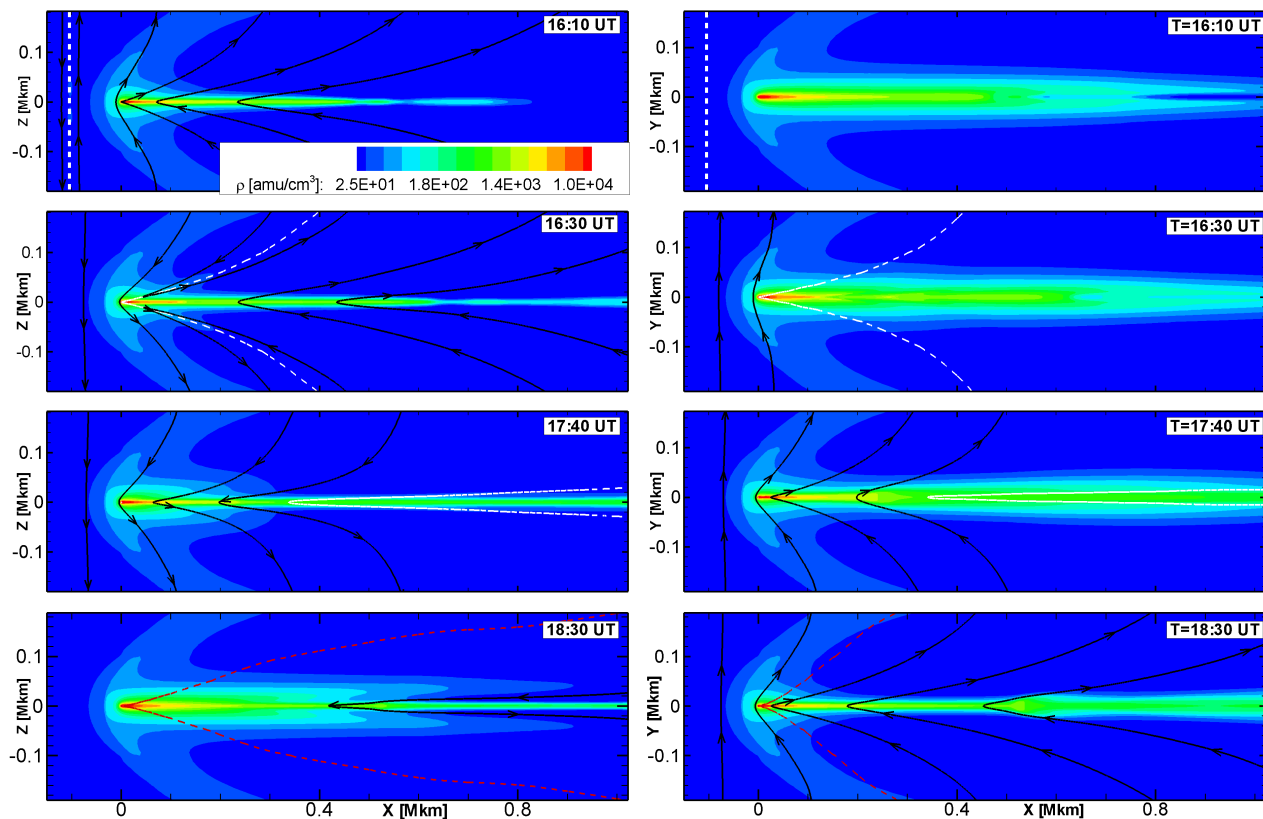 16:10 UT
T=16:10 UT
Z [Mkm]
0.1
0
-0.1
Y [Mkm]
0.1
0
-0.1
ρ [amu/cm³]: 2.5E+01 1.8E+02 1.4E+03 1.0E+04
16:30 UT
T=16:30 UT
Z [Mkm]
0.1
0
-0.1
Y [Mkm]
0.1
0
-0.1
17:40 UT
T=17:40 UT
Z [Mkm]
0.1
0
-0.1
Y [Mkm]
0.1
0
-0.1
18:30 UT
T=18:30 UT
Z [Mkm]
0.1
0
-0.1
Y [Mkm]
0.1
0
-0.1
0 0.4 0.8
X [Mkm]
0 0.4 0.8
X [Mkm]